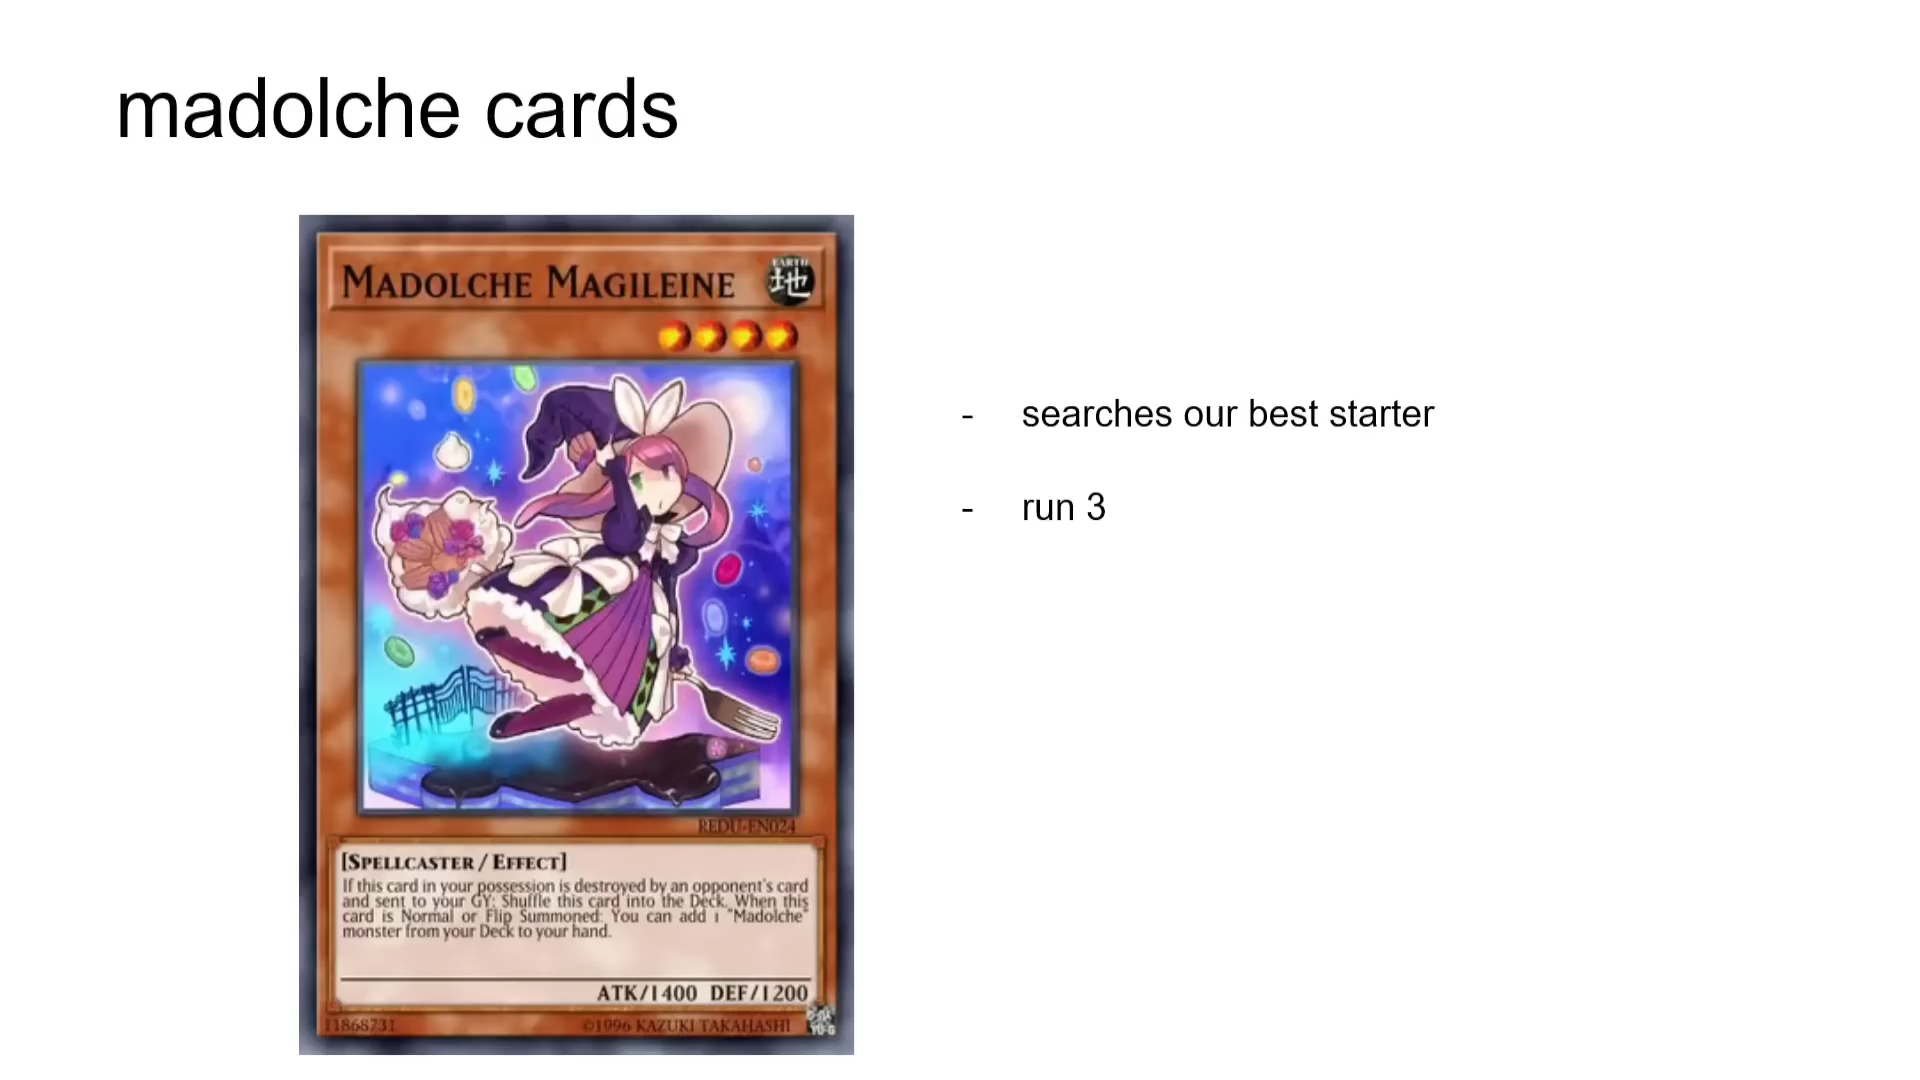 madolche cards
MADOLCHE MAGILEINE
EARTH
地
- searches our best starter
- run 3
REDU-EN024
[SPELLCASTER / EFFECT]
If this card in your possession is destroyed by an opponent's card
and sent to your GY: Shuffle this card into the Deck. When this
card is Normal or Flip Summoned: You can add 1 "Madolche"
monster from your Deck to your hand.
ATK/1400 DEF/1200
11868731
©1996 KAZUKI TAKAHASHI